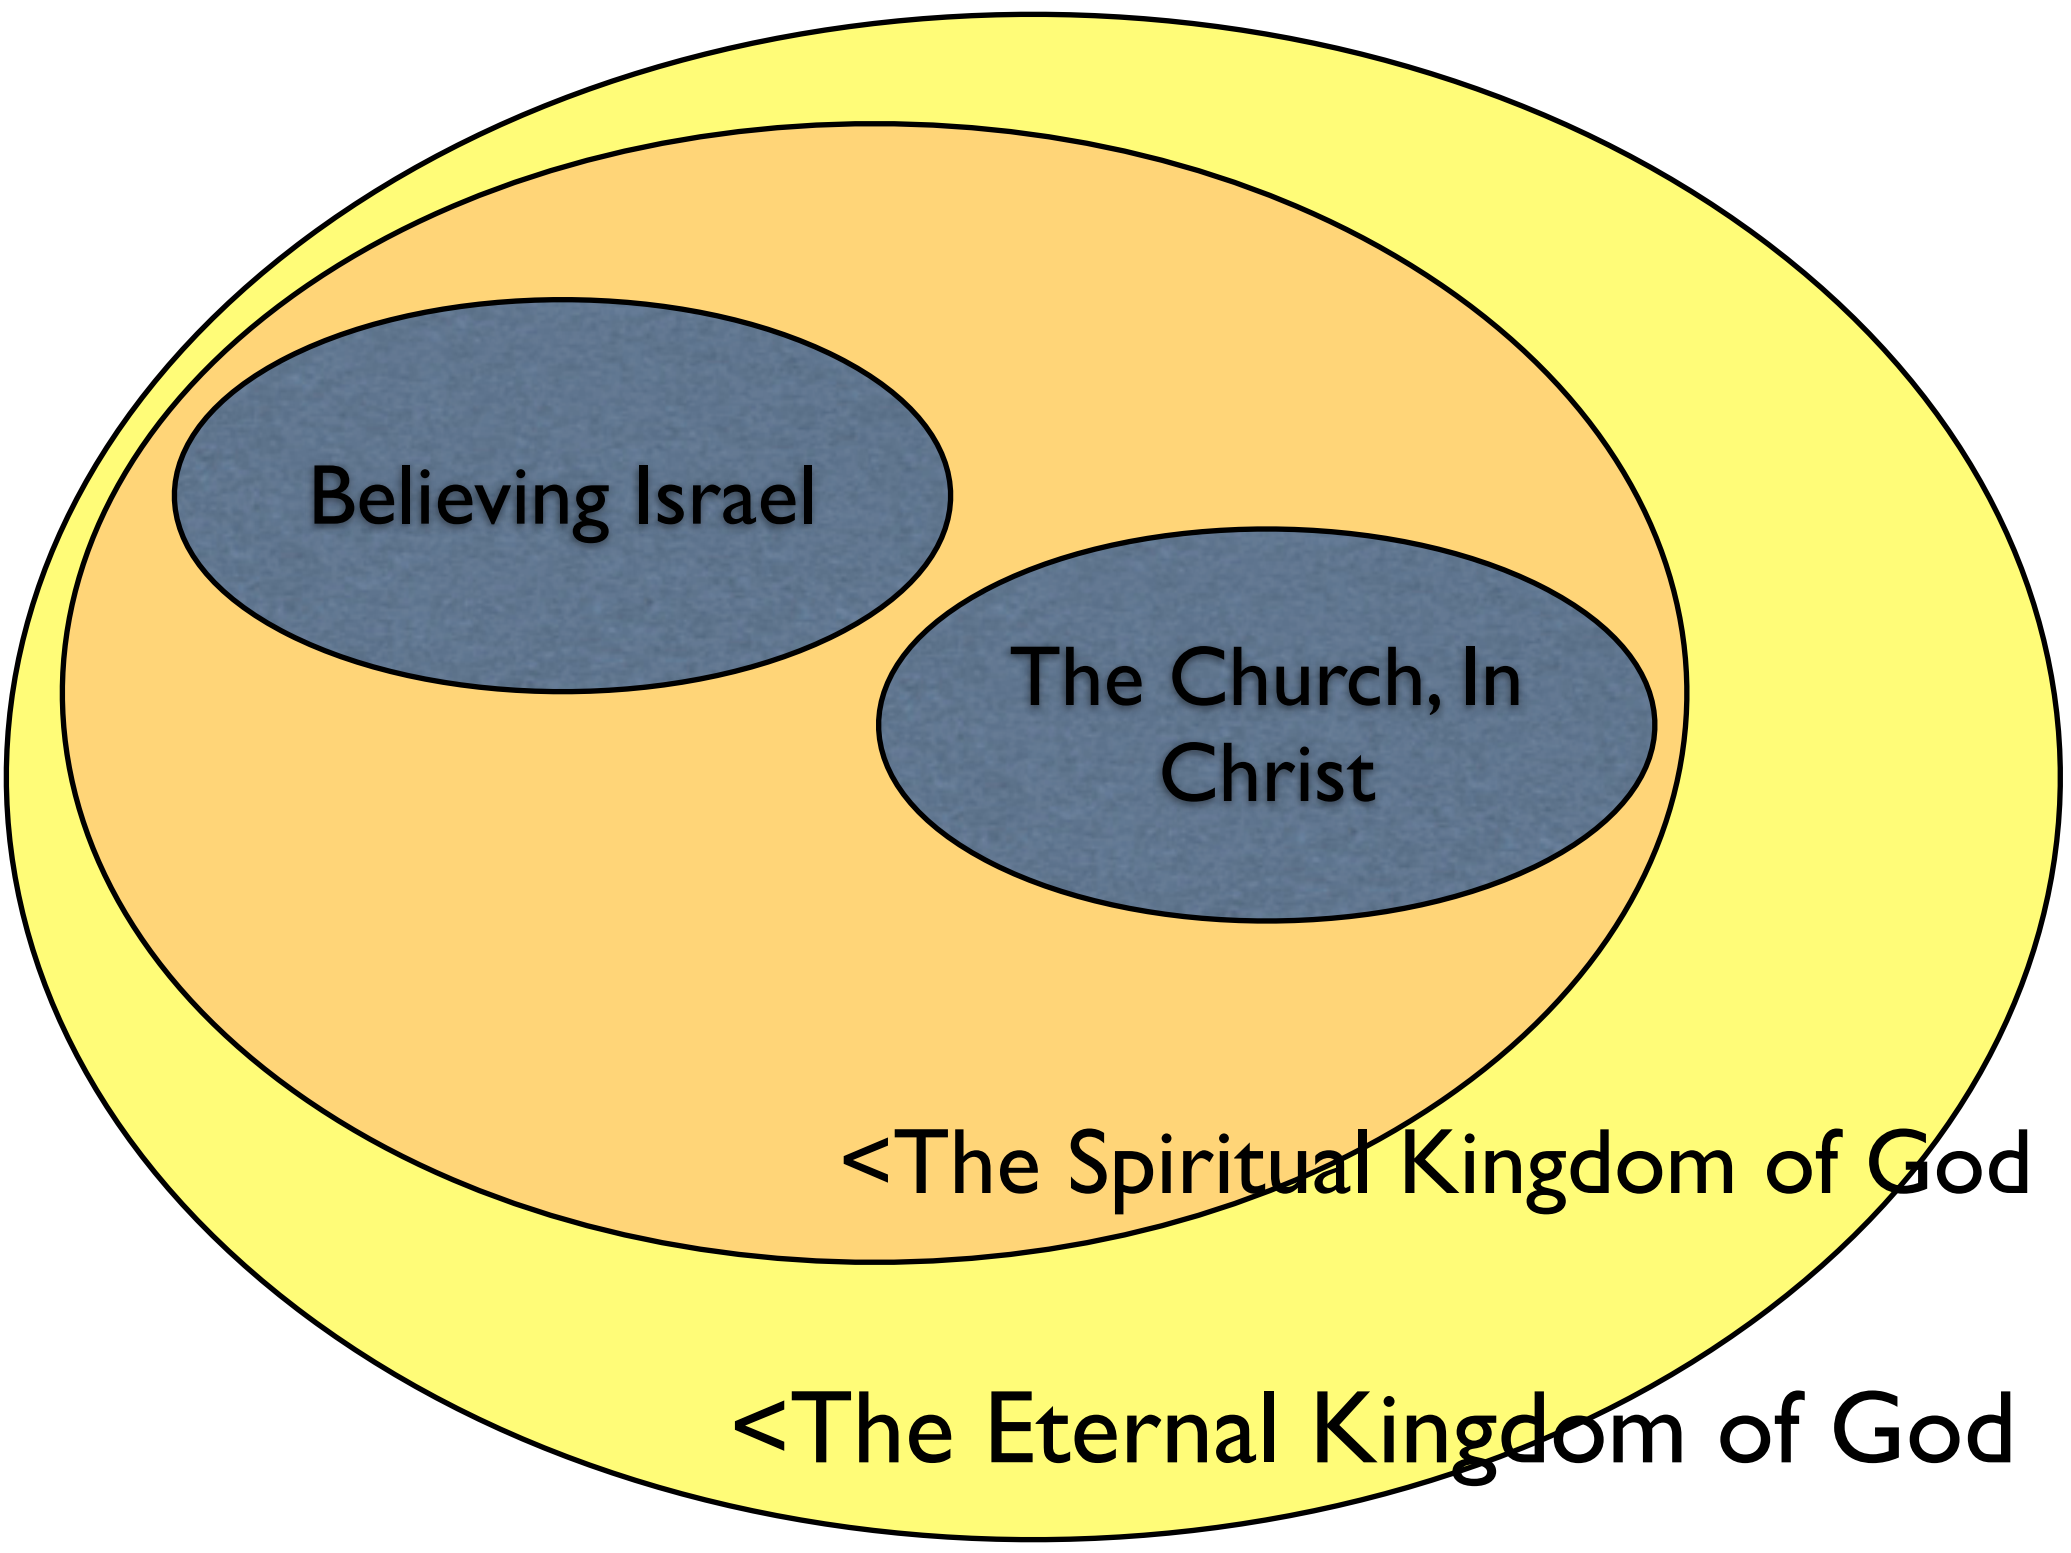 Believing Israel
The Church, In
Christ
<The Spiritual Kingdom of God
<The Eternal Kingdom of God